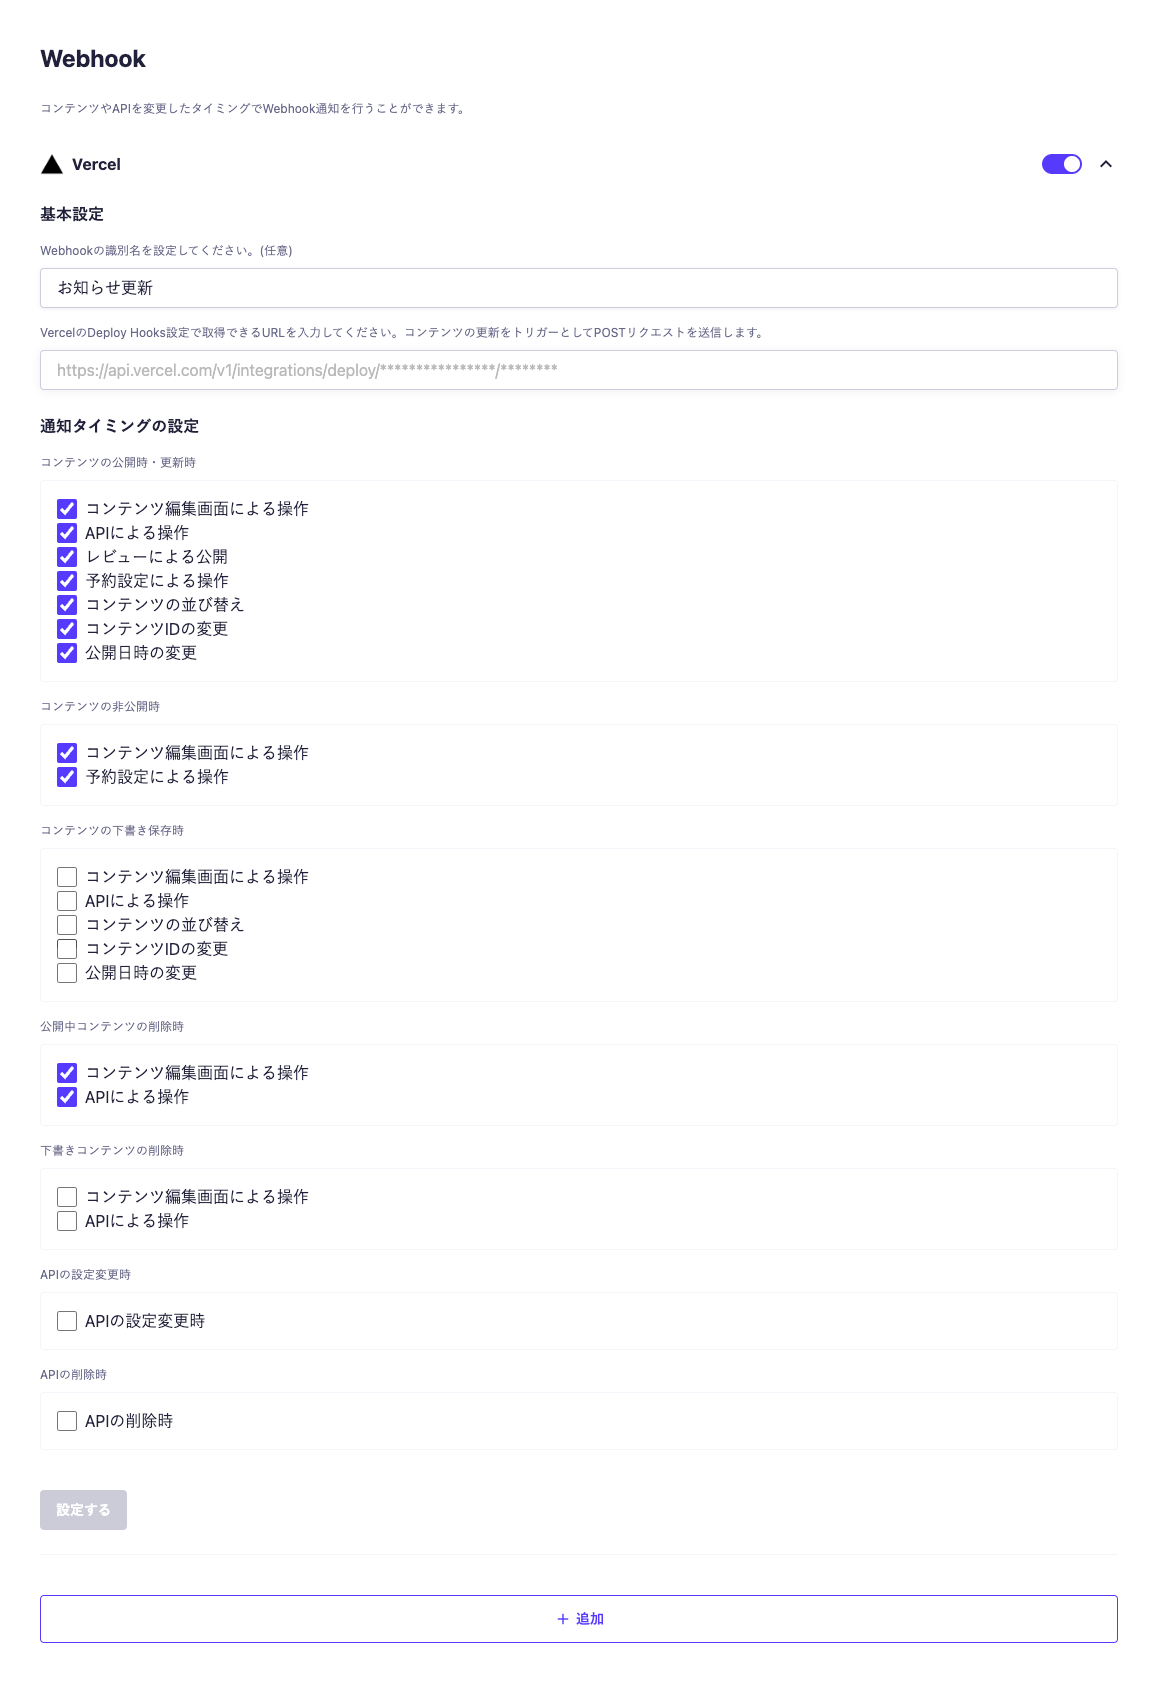 Webhook
コンテンツやAPIを変更したタイミングでWebhook通知を行うことができます。
Vercel
基本設定
Webhookの識別名を設定してください。(任意)
お知らせ更新
VercelのDeploy Hooks設定で取得できるURLを入力してください。コンテンツの更新をトリガーとしてPOSTリクエストを送信します。
https://api.vercel.com/v1/integrations/deploy/****************/********
通知タイミングの設定
コンテンツの公開時・更新時
コンテンツ編集画面による操作
APIによる操作
レビューによる公開
予約設定による操作
コンテンツの並び替え
コンテンツIDの変更
公開日時の変更
コンテンツの非公開時
コンテンツ編集画面による操作
予約設定による操作
コンテンツの下書き保存時
コンテンツ編集画面による操作
APIによる操作
コンテンツの並び替え
コンテンツIDの変更
公開日時の変更
公開中コンテンツの削除時
コンテンツ編集画面による操作
APIによる操作
下書きコンテンツの削除時
コンテンツ編集画面による操作
APIによる操作
APIの設定変更時
APIの設定変更時
APIの削除時
APIの削除時
設定する
+ 追加